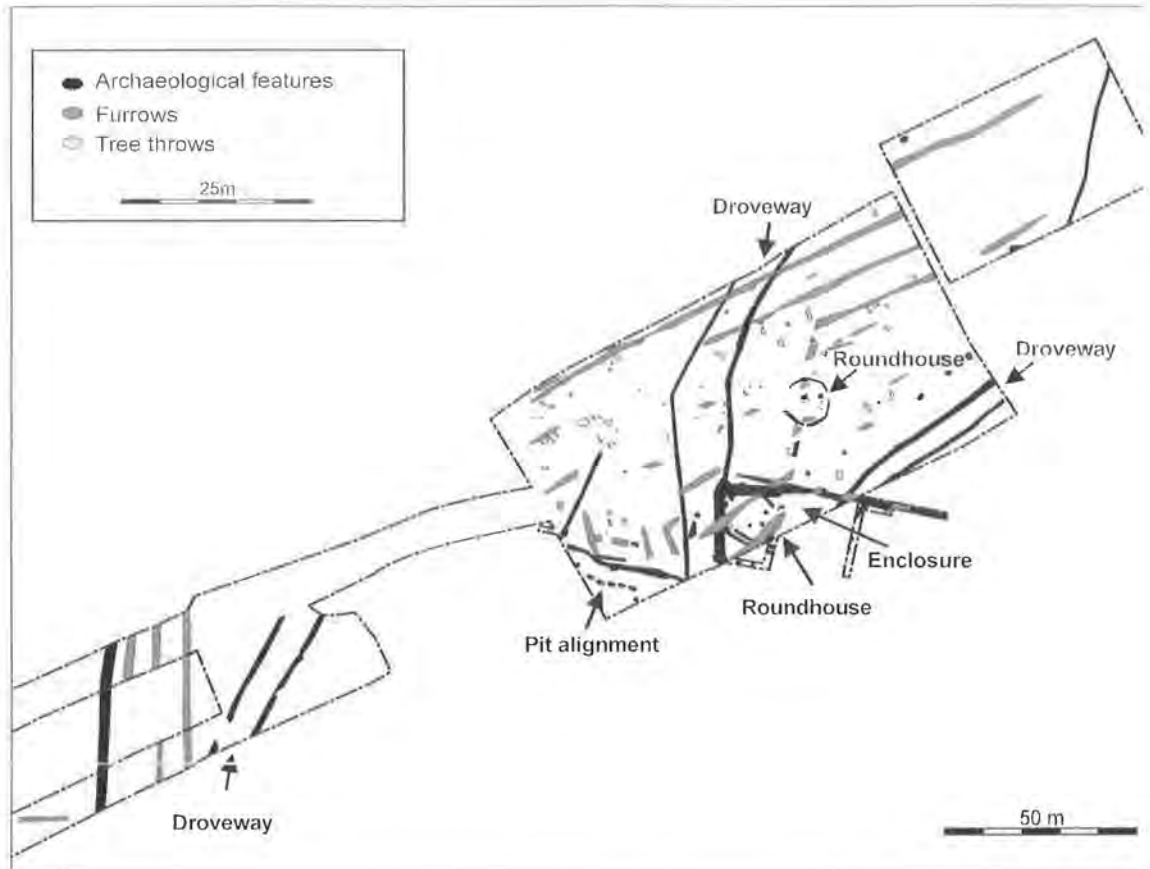 Archaeological features
Furrows
Tree throws
25m
Droveway
Roundhouse
Droveway
Enclosure
Roundhouse
Pit alignment
Droveway
50 m